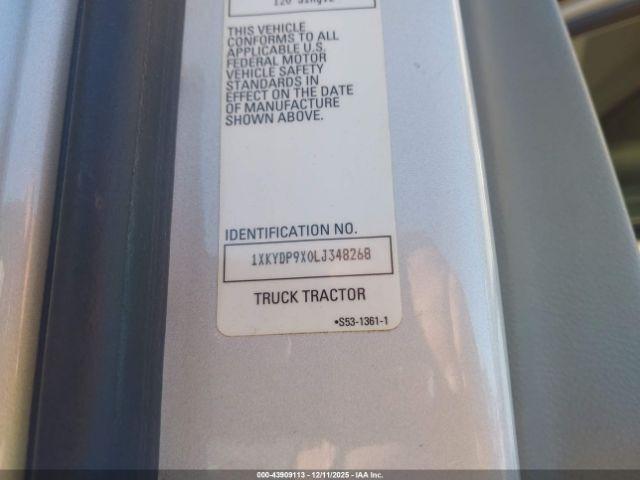 THIS VEHICLE
CONFORMS TO ALL
APPLICABLE U.S.
FEDERAL MOTOR
VEHICLE SAFETY
STANDARDS IN
EFFECT ON THE DATE
OF MANUFACTURE
SHOWN ABOVE.
IDENTIFICATION NO.
1XKYDP9X0LJ348268
TRUCK TRACTOR
•S53-1361-1
000-43909113 - 12/11/2025 - IAA Inc.